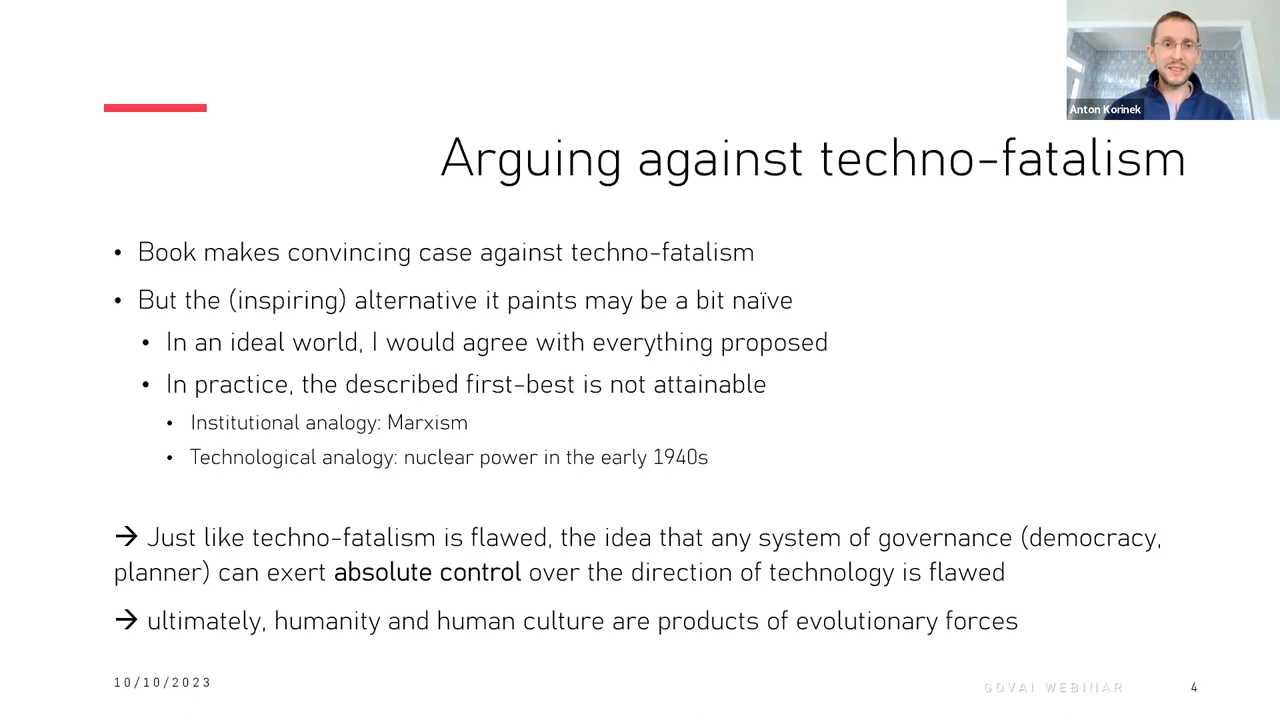 Anton Korinek
Arguing against techno-fatalism
• Book makes convincing case against techno-fatalism
• But the (inspiring) alternative it paints may be a bit naïve
• In an ideal world, I would agree with everything proposed
• In practice, the described first-best is not attainable
• Institutional analogy: Marxism
• Technological analogy: nuclear power in the early 1940s
→ Just like techno-fatalism is flawed, the idea that any system of governance (democracy,
planner) can exert absolute control over the direction of technology is flawed
→ ultimately, humanity and human culture are products of evolutionary forces
10/10/2023
GOVAI WEBINAR
4